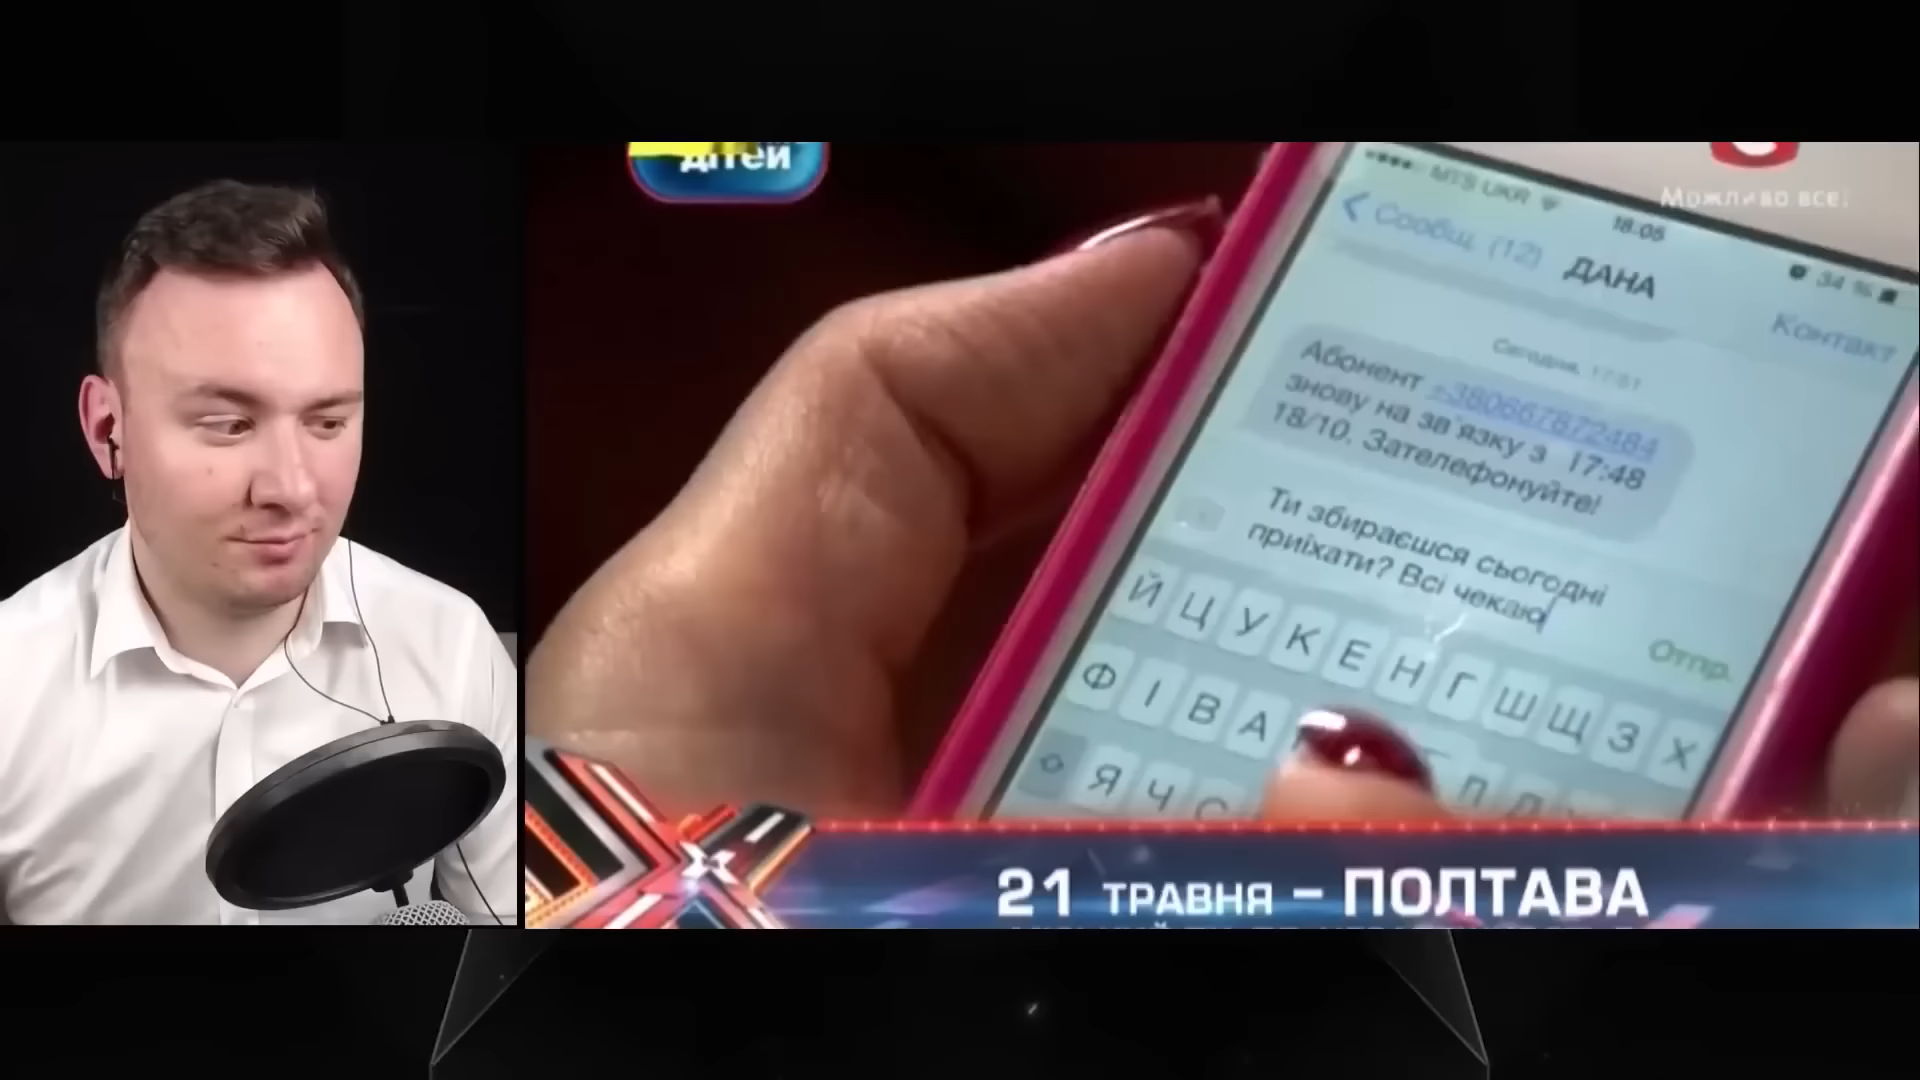 дітей
Можливо все!
MTS UKR
18:05
34 %
Сообщ. (12)
ДАНА
Контакт
Сегодня, 17:51
Абонент +380667672484
знову на зв'язку з 17:48
18/10. Зателефонуйте!
Ти збираєшся сьогодні
приїхати? Всі чекаю
Отпр.
Й Ц У К Е Н Г Ш Щ З Х
Ф І В А
Я Ч С
21 ТРАВНЯ – ПОЛТАВА